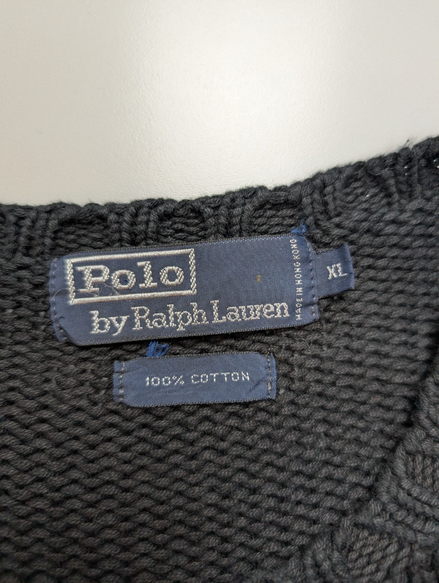 Polo
by Ralph Lauren
MADE IN HONG KONG
XL
100% COTTON